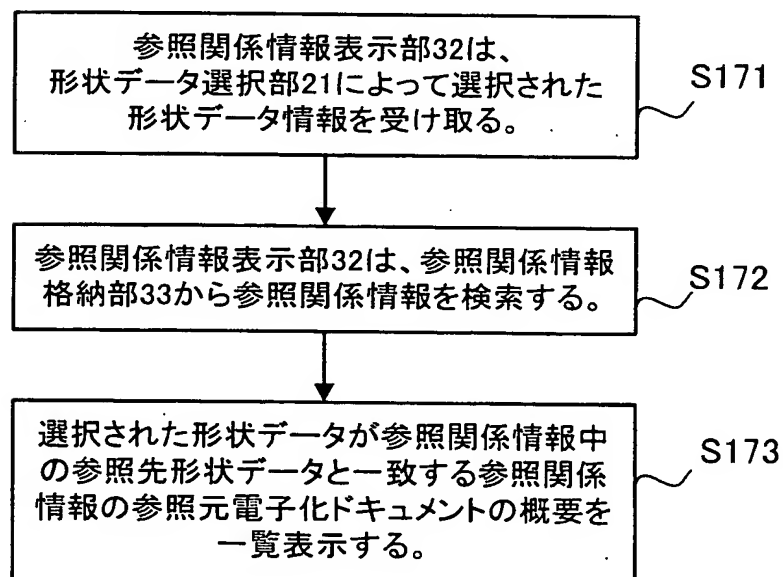 参照関係情報表示部32は、
形状データ選択部21によって選択された
形状データ情報を受け取る。
S171
参照関係情報表示部32は、参照関係情報
格納部33から参照関係情報を検索する。
S172
選択された形状データが参照関係情報中
の参照先形状データと一致する参照関係
情報の参照元電子化ドキュメントの概要を
一覧表示する。
S173